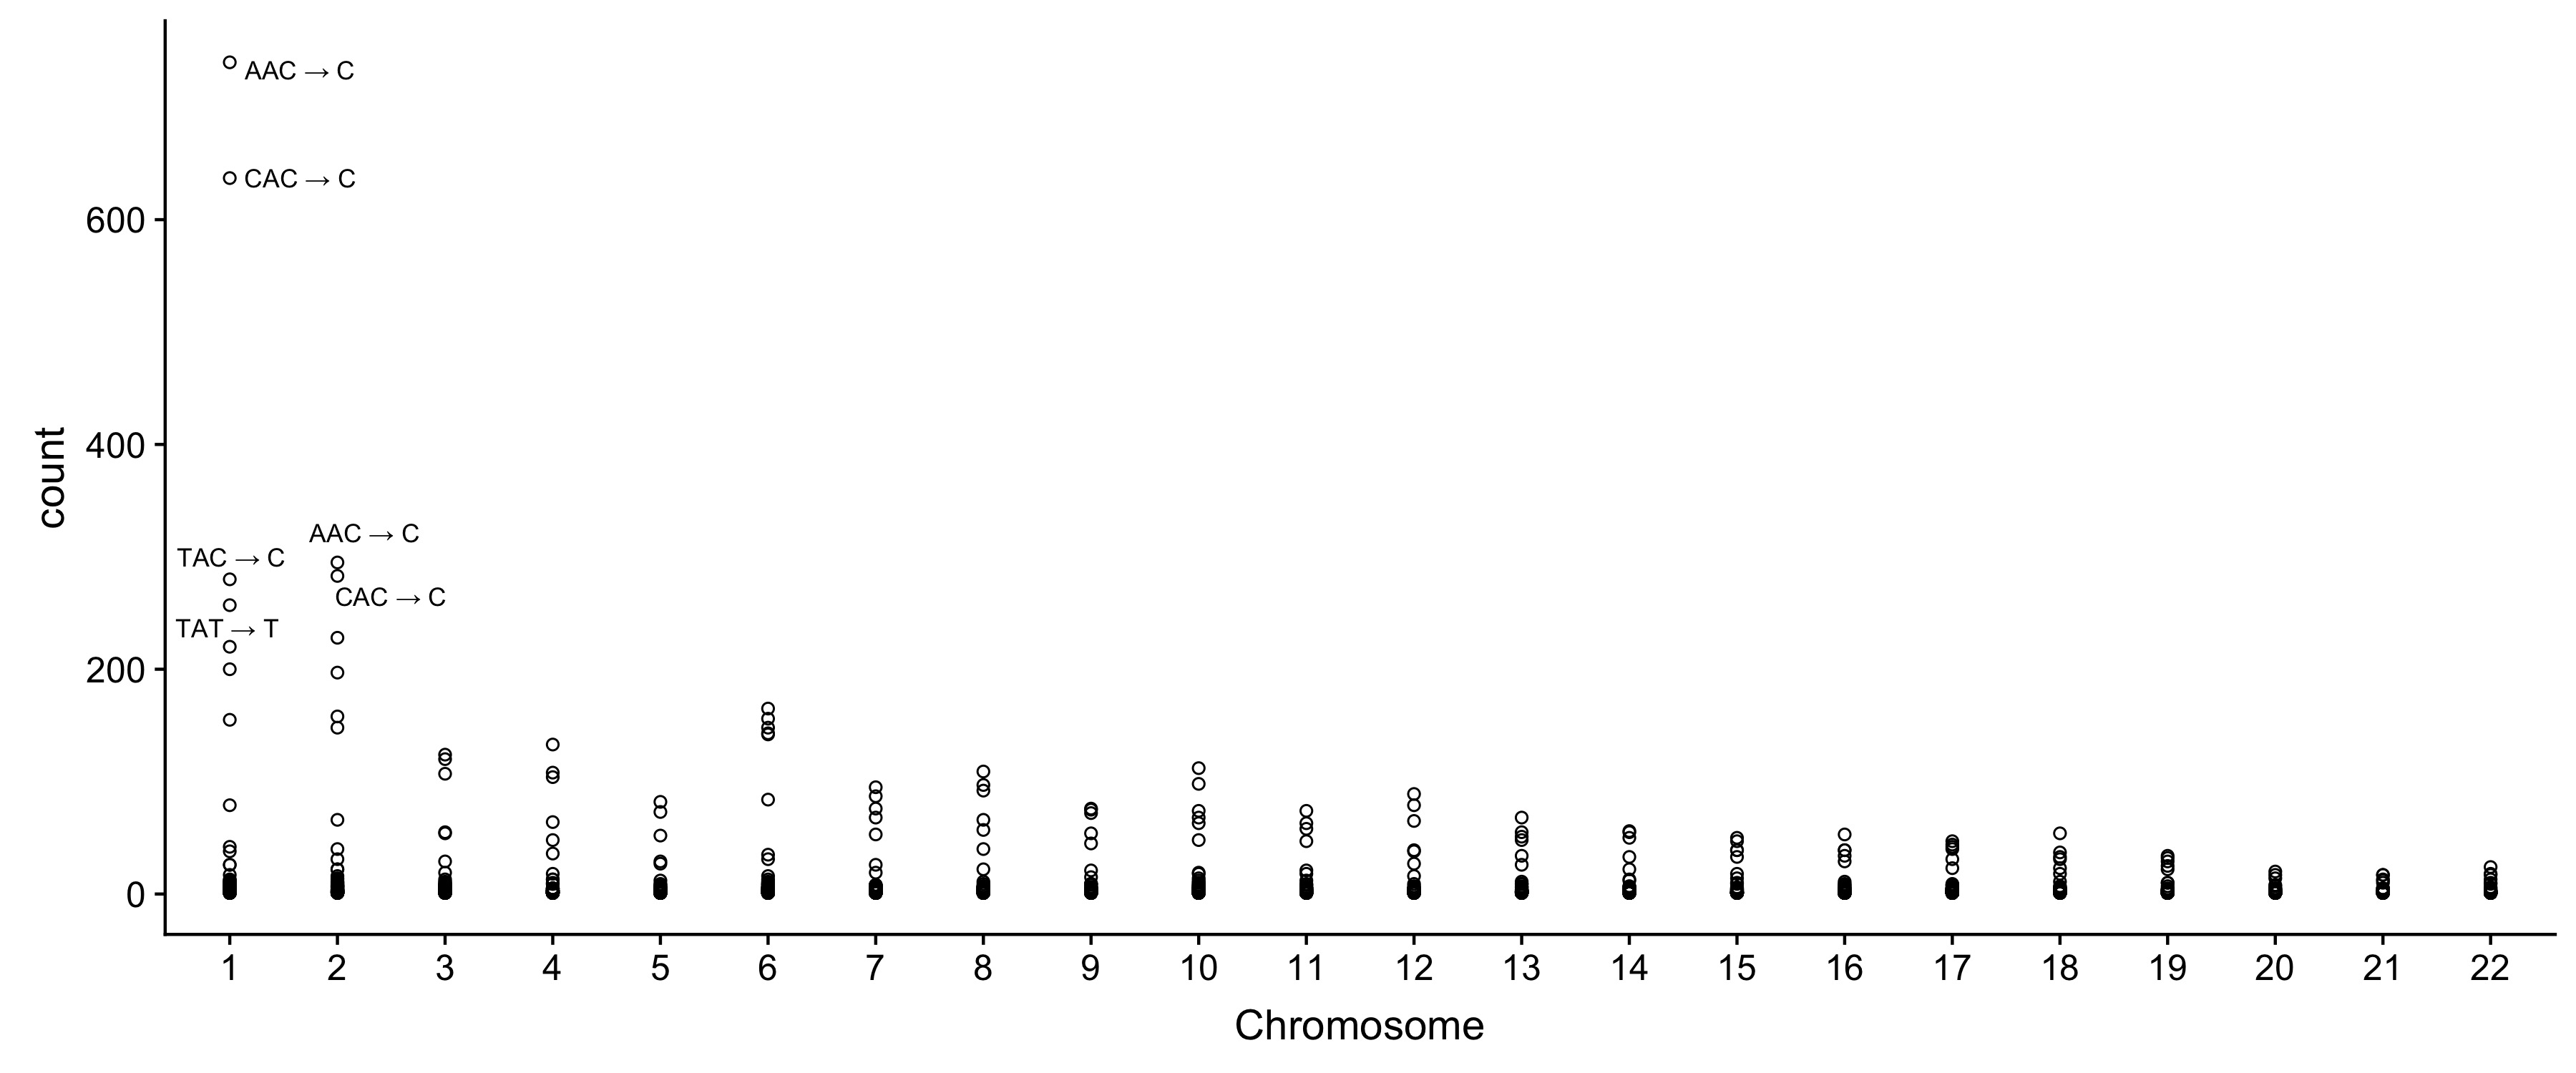 AAC → C
CAC → C
600
count
400
AAC → C
TAC → C
CAC → C
TAT → T
200
0
1 2 3 4 5 6 7 8 9 10 11 12 13 14 15 16 17 18 19 20 21 22
Chromosome